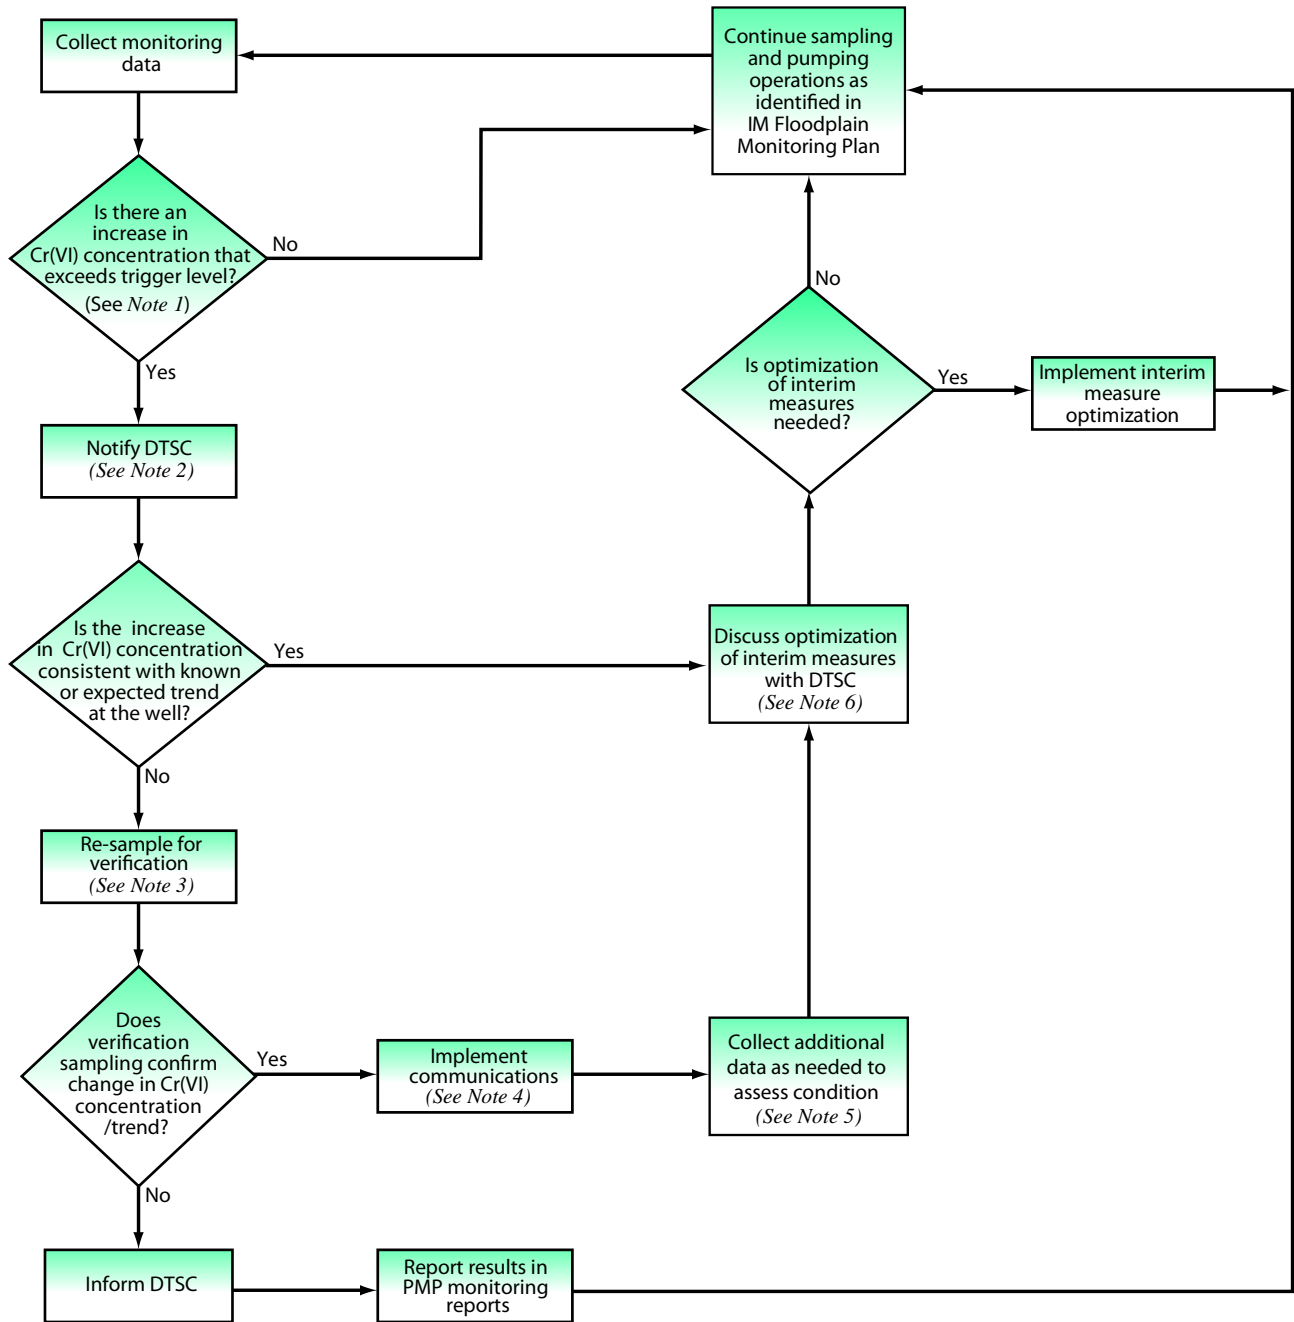 Collect monitoring
data
Continue sampling
and pumping
operations as
identified in
IM Floodplain
Monitoring Plan
Is there an
increase in
Cr(VI) concentration that
exceeds trigger level?
(See Note 1)
No
Yes
Notify DTSC
(See Note 2)
Is the increase
in Cr(VI) concentration
consistent with known
or expected trend
at the well?
Yes
No
Re-sample for
verification
(See Note 3)
Does
verification
sampling confirm
change in Cr(VI)
concentration
/trend?
Yes
No
Implement
communications
(See Note 4)
Collect additional
data as needed to
assess condition
(See Note 5)
Discuss optimization
of interim measures
with DTSC
(See Note 6)
Is optimization
of interim
measures
needed?
No
Yes
Implement interim
measure
optimization
Inform DTSC
Report results in
PMP monitoring
reports